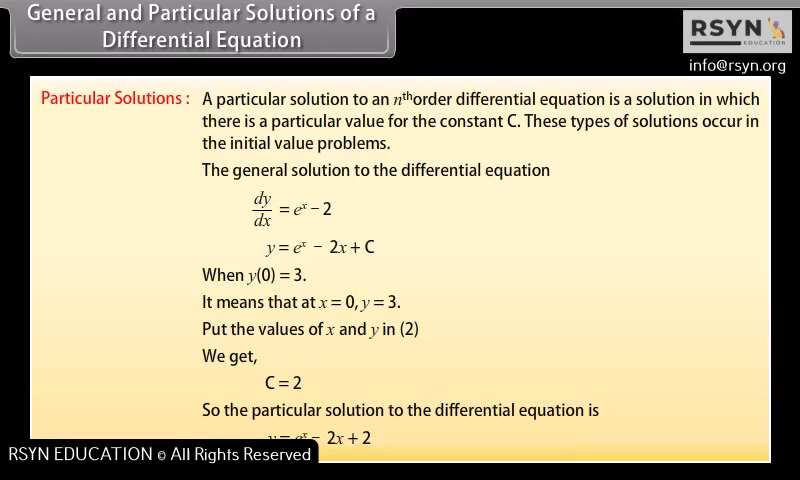 General and Particular Solutions of a
Differential Equation
RSYN
EDUCATION
info@rsyn.org
Particular Solutions : A particular solution to an nᵗʰorder differential equation is a solution in which
there is a particular value for the constant C. These types of solutions occur in
the initial value problems.
The general solution to the differential equation
dy/dx = eˣ − 2
y = eˣ − 2x + C
When y(0) = 3.
It means that at x = 0, y = 3.
Put the values of x and y in (2)
We get,
C = 2
So the particular solution to the differential equation is
y = eˣ − 2x + 2
RSYN EDUCATION © All Rights Reserved